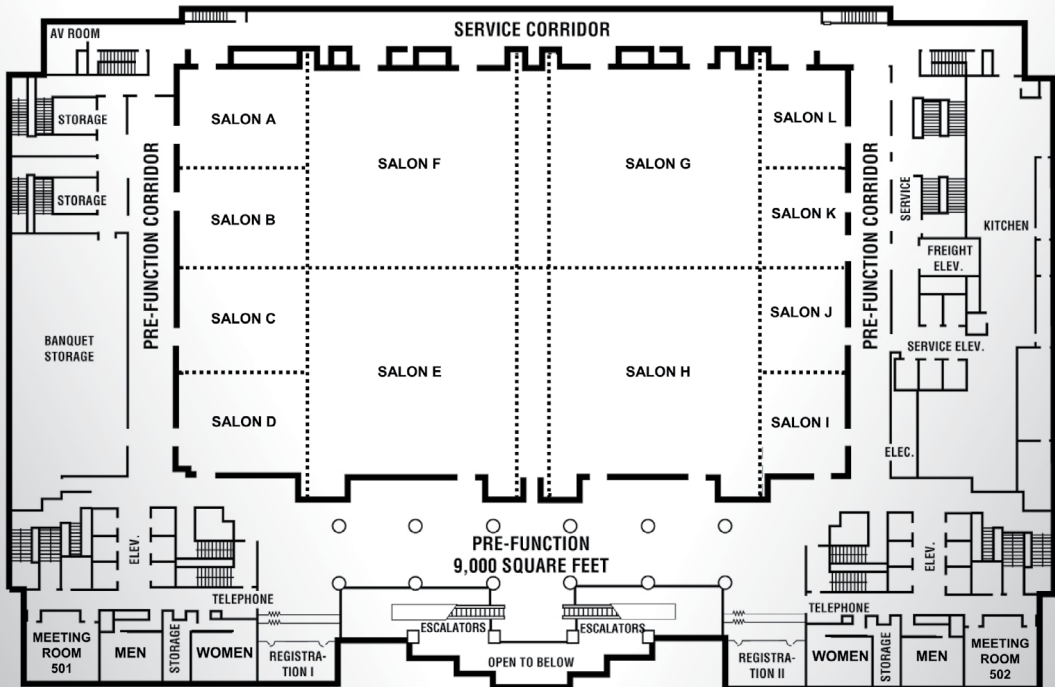 SERVICE CORRIDOR
AV ROOM
STORAGE
STORAGE
BANQUET
STORAGE
PRE-FUNCTION CORRIDOR
SALON A
SALON B
SALON C
SALON D
SALON F
SALON E
SALON G
SALON H
SALON L
SALON K
SALON J
SALON I
PRE-FUNCTION CORRIDOR
SERVICE
KITCHEN
FREIGHT
ELEV.
SERVICE ELEV.
ELEC.
ELEV.
PRE-FUNCTION
9,000 SQUARE FEET
ELEV.
TELEPHONE
TELEPHONE
ESCALATORS
ESCALATORS
MEETING
ROOM
501
MEN
STORAGE
WOMEN
REGISTRA-
TION I
OPEN TO BELOW
REGISTRA-
TION II
WOMEN
STORAGE
MEN
MEETING
ROOM
502